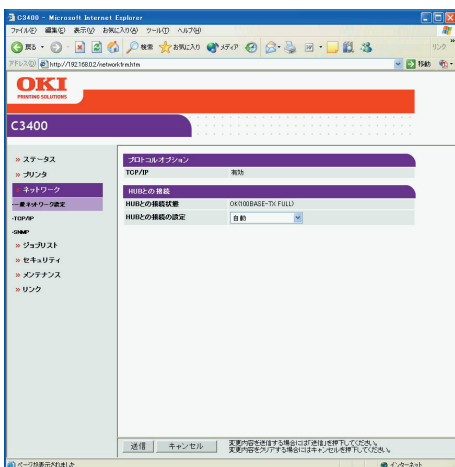 C3400 - Microsoft Internet Explorer
ファイル(F) 編集(E) 表示(V) お気に入り(A) ツール(T) ヘルプ(H)
戻る 検索 お気に入り メディア リンク
アドレス(D) http://192.168.0.2/network.htm 移動
OKI
PRINTING SOLUTIONS
C3400
» ステータス
» プリンタ
» ネットワーク
一般ネットワーク設定
-TCP/IP
-SNMP
» ジョブリスト
» セキュリティ
» メンテナンス
» リンク
プロトコルオプション
TCP/IP 有効
HUBとの接続
HUBとの接続状態 OK(100BASE-TX FULL)
HUBとの接続の設定 自動
送信 キャンセル 変更内容を送信する場合には「送信」を押下してください。
変更内容をクリアする場合にはキャンセルを押下してください。
ページが表示されました インターネット